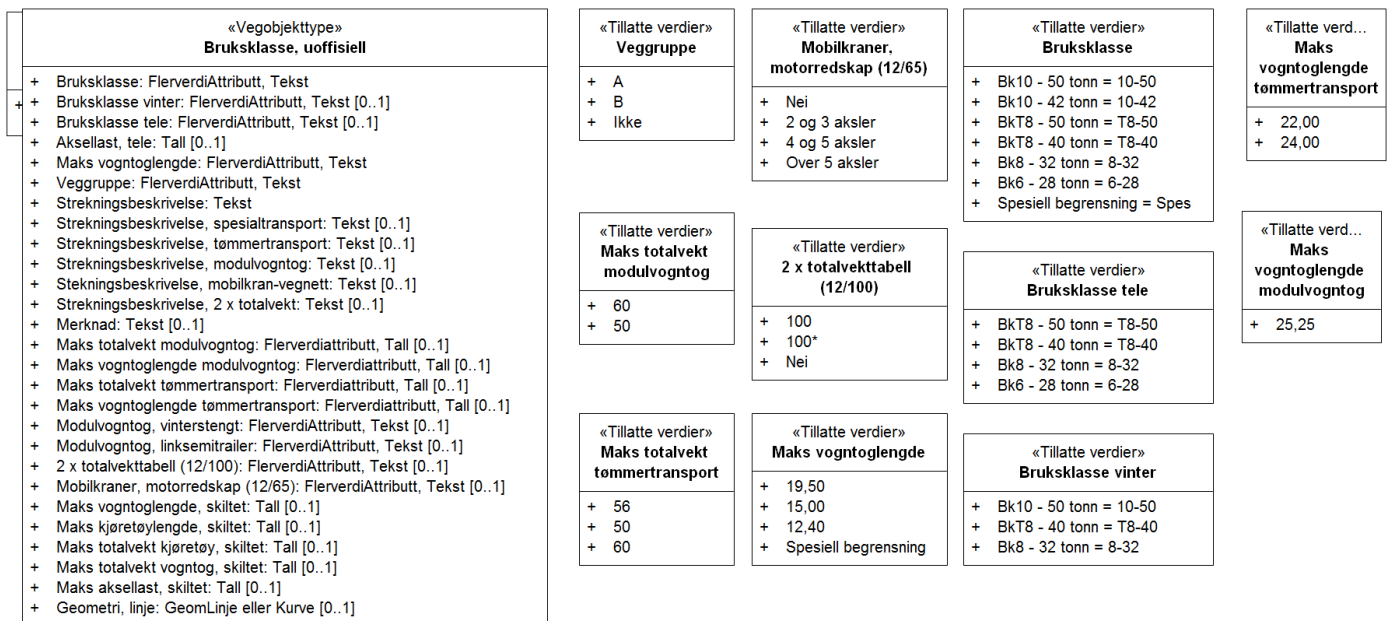 «Vegobjekttype»
Bruksklasse, uoffisiell
+ Bruksklasse: FlerverdiAttributt, Tekst
+ Bruksklasse vinter: FlerverdiAttributt, Tekst [0..1]
+ Bruksklasse tele: FlerverdiAttributt, Tekst [0..1]
+ Aksellast, tele: Tall [0..1]
+ Maks vogntoglengde: FlerverdiAttributt, Tekst
+ Veggruppe: FlerverdiAttributt, Tekst
+ Strekningsbeskrivelse: Tekst
+ Strekningsbeskrivelse, spesialtransport: Tekst [0..1]
+ Strekningsbeskrivelse, tømmertransport: Tekst [0..1]
+ Strekningsbeskrivelse, modulvogntog: Tekst [0..1]
+ Stekningsbeskrivelse, mobilkran-vegnett: Tekst [0..1]
+ Strekningsbeskrivelse, 2 x totalvekt: Tekst [0..1]
+ Merknad: Tekst [0..1]
+ Maks totalvekt modulvogntog: Flerverdiattributt, Tall [0..1]
+ Maks vogntoglengde modulvogntog: Flerverdiattributt, Tall [0..1]
+ Maks totalvekt tømmertransport: Flerverdiattributt, Tall [0..1]
+ Maks vogntoglengde tømmertransport: Flerverdiattributt, Tall [0..1]
+ Modulvogntog, vinterstengt: FlerverdiAttributt, Tekst [0..1]
+ Modulvogntog, linksemitrailer: FlerverdiAttributt, Tekst [0..1]
+ 2 x totalvekttabell (12/100): FlerverdiAttributt, Tekst [0..1]
+ Mobilkraner, motorredskap (12/65): FlerverdiAttributt, Tekst [0..1]
+ Maks vogntoglengde, skiltet: Tall [0..1]
+ Maks kjøretøylengde, skiltet: Tall [0..1]
+ Maks totalvekt kjøretøy, skiltet: Tall [0..1]
+ Maks totalvekt vogntog, skiltet: Tall [0..1]
+ Maks aksellast, skiltet: Tall [0..1]
+ Geometri, linje: GeomLinje eller Kurve [0..1]
+
«Tillatte verdier»
Veggruppe
+ A
+ B
+ Ikke
«Tillatte verdier»
Mobilkraner,
motorredskap (12/65)
+ Nei
+ 2 og 3 aksler
+ 4 og 5 aksler
+ Over 5 aksler
«Tillatte verdier»
Bruksklasse
+ Bk10 - 50 tonn = 10-50
+ Bk10 - 42 tonn = 10-42
+ BkT8 - 50 tonn = T8-50
+ BkT8 - 40 tonn = T8-40
+ Bk8 - 32 tonn = 8-32
+ Bk6 - 28 tonn = 6-28
+ Spesiell begrensning = Spes
«Tillatte verd...
Maks
vogntoglengde
tømmertransport
+ 22,00
+ 24,00
«Tillatte verdier»
Maks totalvekt
modulvogntog
+ 60
+ 50
«Tillatte verdier»
2 x totalvekttabell
(12/100)
+ 100
+ 100*
+ Nei
«Tillatte verdier»
Bruksklasse tele
+ BkT8 - 50 tonn = T8-50
+ BkT8 - 40 tonn = T8-40
+ Bk8 - 32 tonn = 8-32
+ Bk6 - 28 tonn = 6-28
«Tillatte verd...
Maks
vogntoglengde
modulvogntog
+ 25,25
«Tillatte verdier»
Maks totalvekt
tømmertransport
+ 56
+ 50
+ 60
«Tillatte verdier»
Maks vogntoglengde
+ 19,50
+ 15,00
+ 12,40
+ Spesiell begrensning
«Tillatte verdier»
Bruksklasse vinter
+ Bk10 - 50 tonn = 10-50
+ BkT8 - 40 tonn = T8-40
+ Bk8 - 32 tonn = 8-32